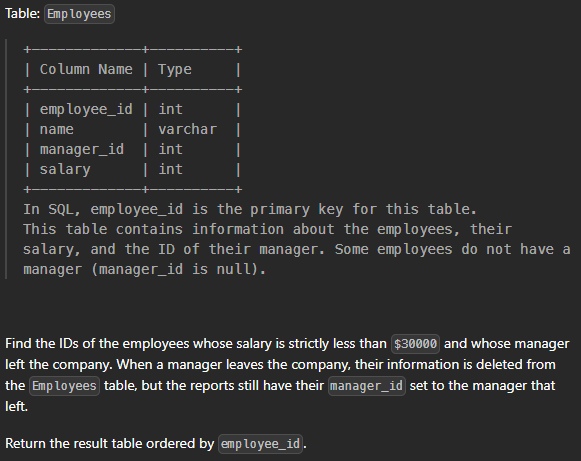 Table: Employees
+-------------+----------+
| Column Name | Type     |
+-------------+----------+
| employee_id | int      |
| name        | varchar  |
| manager_id  | int      |
| salary      | int      |
+-------------+----------+
In SQL, employee_id is the primary key for this table.
This table contains information about the employees, their
salary, and the ID of their manager. Some employees do not have a
manager (manager_id is null).
Find the IDs of the employees whose salary is strictly less than $30000 and whose manager
left the company. When a manager leaves the company, their information is deleted from
the Employees table, but the reports still have their manager_id set to the manager that
left.
Return the result table ordered by employee_id.